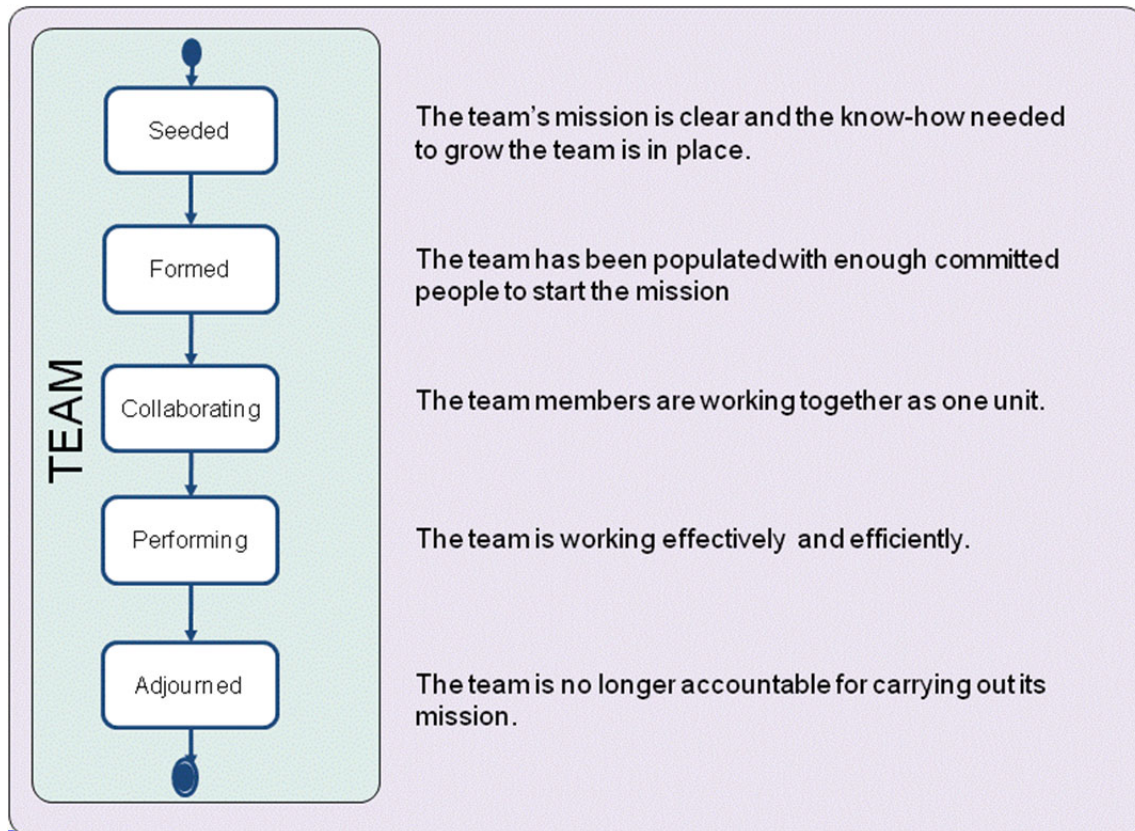 TEAM
Seeded
The team's mission is clear and the know-how needed
to grow the team is in place.
Formed
The team has been populated with enough committed
people to start the mission
Collaborating
The team members are working together as one unit.
Performing
The team is working effectively and efficiently.
Adjourned
The team is no longer accountable for carrying out its
mission.